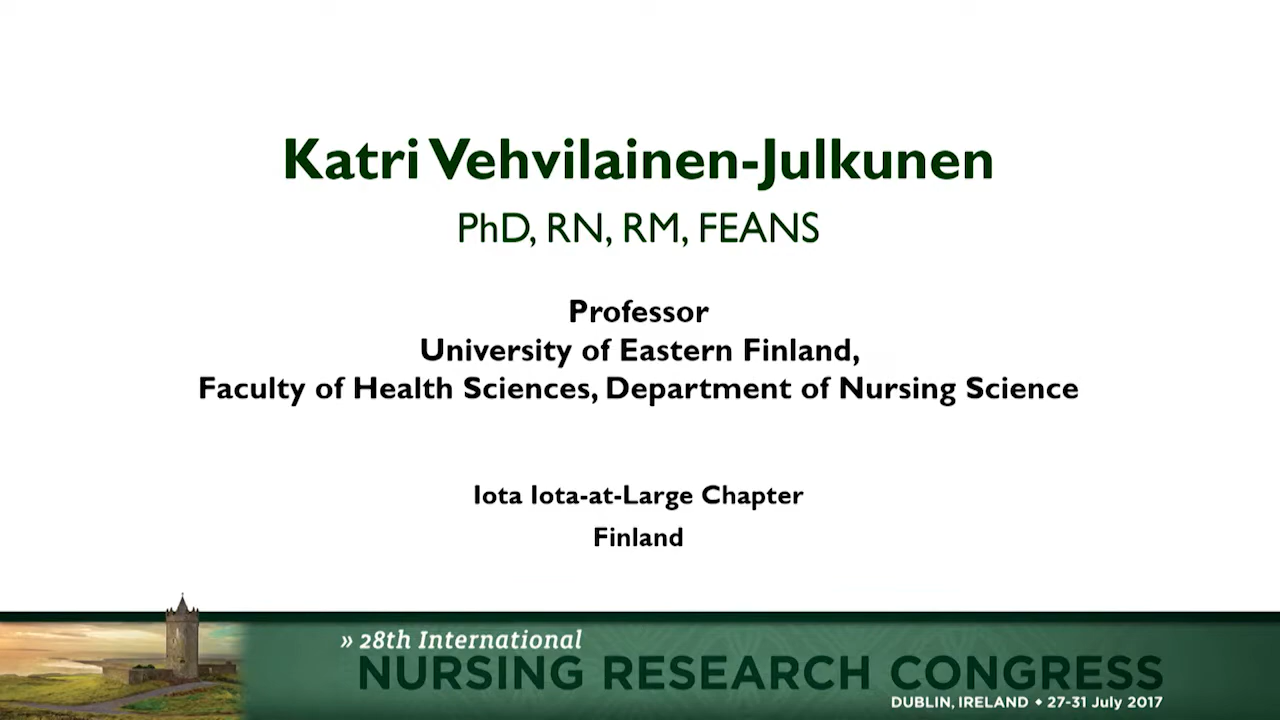 Katri Vehvilainen-Julkunen
PhD, RN, RM, FEANS
Professor
University of Eastern Finland,
Faculty of Health Sciences, Department of Nursing Science
Iota Iota-at-Large Chapter
Finland
» 28th International
NURSING RESEARCH CONGRESS
DUBLIN, IRELAND • 27-31 July 2017